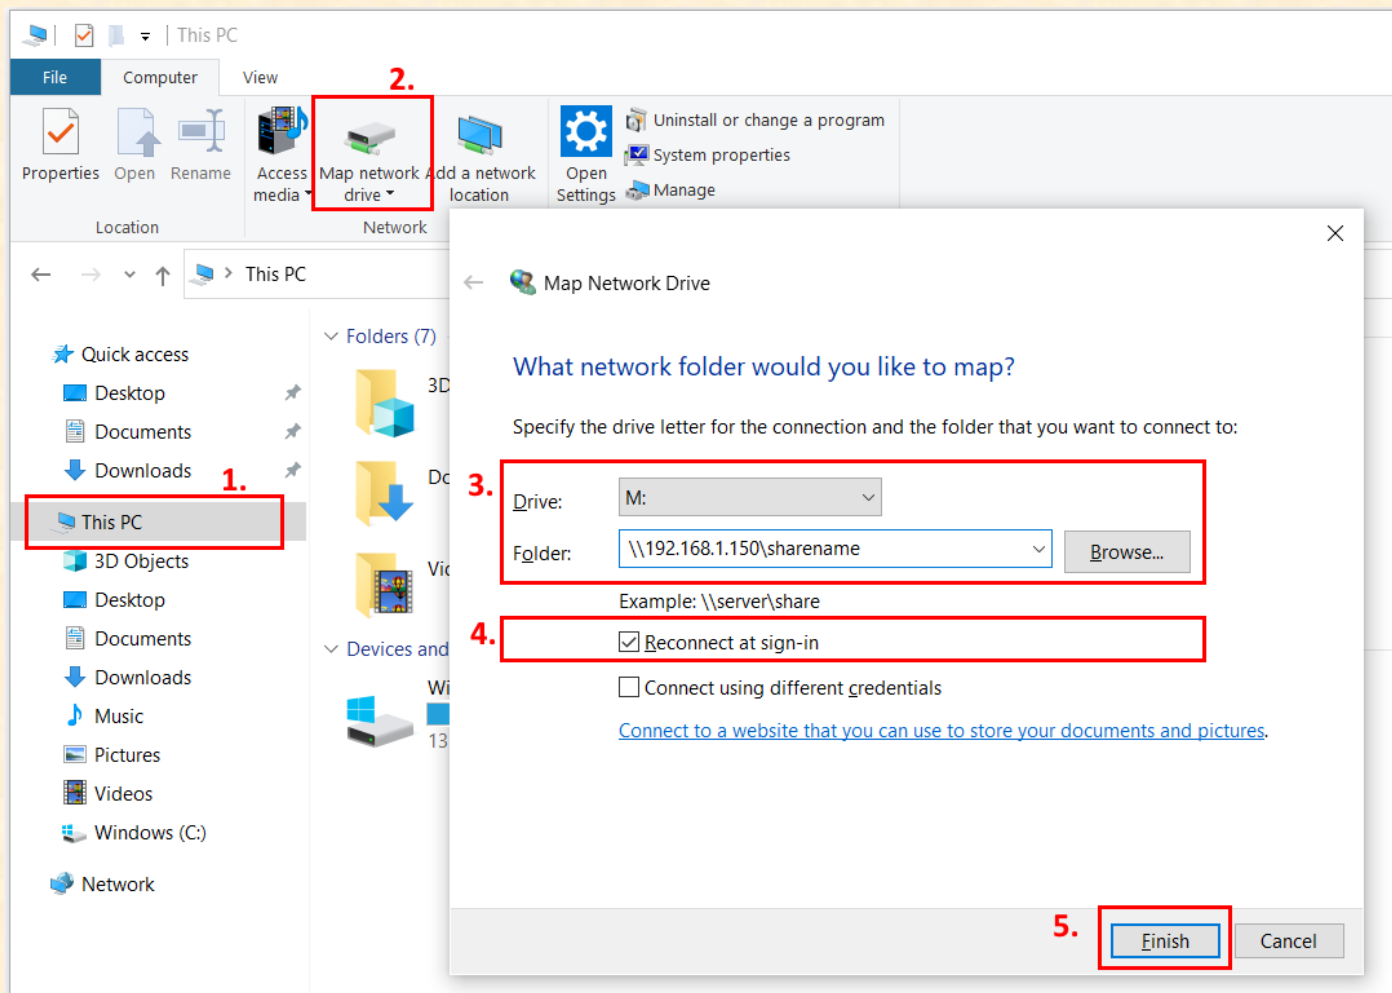 This PC
File Computer View
2.
Properties Open Rename Access media Map network drive Add a network location Open Settings
Uninstall or change a program
System properties
Manage
Location Network
This PC
Quick access
Desktop
Documents
Downloads
1.
This PC
3D Objects
Desktop
Documents
Downloads
Music
Pictures
Videos
Windows (C:)
Network
Folders (7)
3D
Do
Vid
Devices and
Wi
13
Map Network Drive
What network folder would you like to map?
Specify the drive letter for the connection and the folder that you want to connect to:
3.
Drive: M:
Folder: \\192.168.1.150\sharename Browse...
Example: \\server\share
4.
Reconnect at sign-in
Connect using different credentials
Connect to a website that you can use to store your documents and pictures.
5.
Finish Cancel